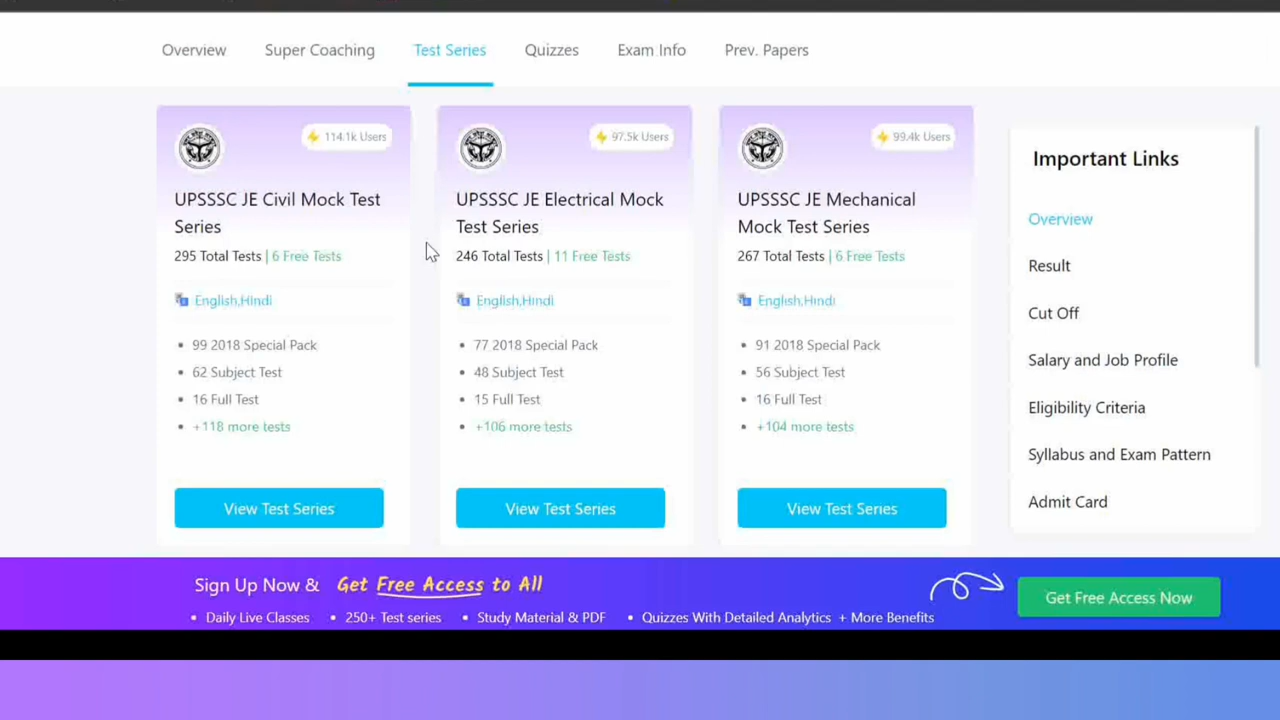 Overview Super Coaching Test Series Quizzes Exam Info Prev. Papers
114.1k Users
UPSSSC JE Civil Mock Test
Series
295 Total Tests | 6 Free Tests
English,Hindi
99 2018 Special Pack
62 Subject Test
16 Full Test
+118 more tests
View Test Series
97.5k Users
UPSSSC JE Electrical Mock
Test Series
246 Total Tests | 11 Free Tests
English,Hindi
77 2018 Special Pack
48 Subject Test
15 Full Test
+106 more tests
View Test Series
99.4k Users
UPSSSC JE Mechanical
Mock Test Series
267 Total Tests | 6 Free Tests
English,Hindi
91 2018 Special Pack
56 Subject Test
16 Full Test
+104 more tests
View Test Series
Important Links
Overview
Result
Cut Off
Salary and Job Profile
Eligibility Criteria
Syllabus and Exam Pattern
Admit Card
Sign Up Now & Get Free Access to All
• Daily Live Classes • 250+ Test series • Study Material & PDF • Quizzes With Detailed Analytics + More Benefits
Get Free Access Now